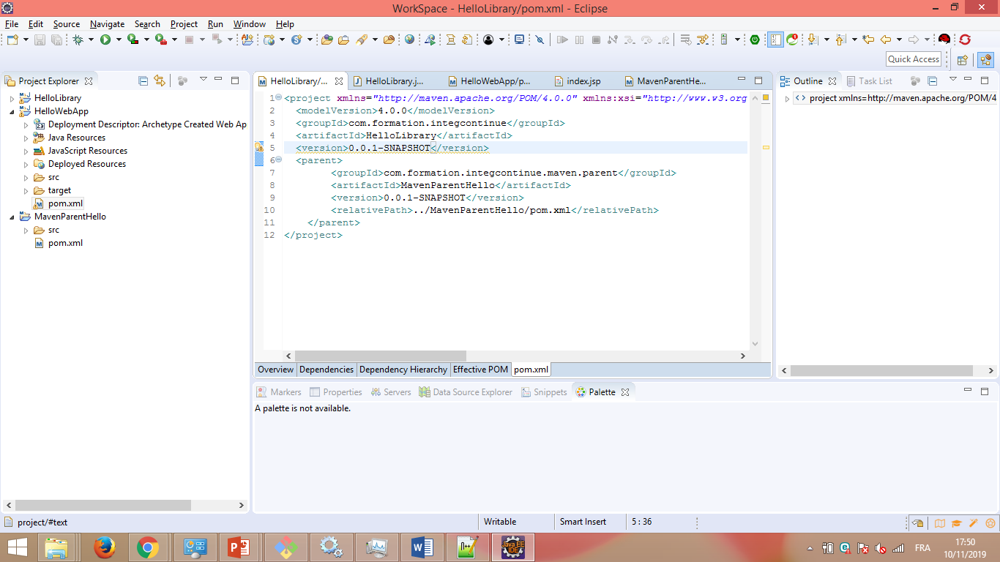 WorkSpace - HelloLibrary/pom.xml - Eclipse
File Edit Source Navigate Search Project Run Window Help
Quick Access
Project Explorer
HelloLibrary
HelloWebApp
Deployment Descriptor: Archetype Created Web Ap
Java Resources
JavaScript Resources
Deployed Resources
src
target
pom.xml
MavenParentHello
src
pom.xml
HelloLibrary/... HelloLibrary.j... HelloWebApp/p... index.jsp MavenParentHe...
1 <project xmlns="http://maven.apache.org/POM/4.0.0" xmlns:xsi="http://www.w3.org
2 <modelVersion>4.0.0</modelVersion>
3 <groupId>com.formation.integcontinue</groupId>
4 <artifactId>HelloLibrary</artifactId>
5 <version>0.0.1-SNAPSHOT</version>
6 <parent>
7 <groupId>com.formation.integcontinue.maven.parent</groupId>
8 <artifactId>MavenParentHello</artifactId>
9 <version>0.0.1-SNAPSHOT</version>
10 <relativePath>../MavenParentHello/pom.xml</relativePath>
11 </parent>
12 </project>
Overview Dependencies Dependency Hierarchy Effective POM pom.xml
Outline Task List
project xmlns=http://maven.apache.org/POM/4
Markers Properties Servers Data Source Explorer Snippets Palette
A palette is not available.
project/#text Writable Smart Insert 5 : 36
Java EE
IDE
FRA
17:50
10/11/2019